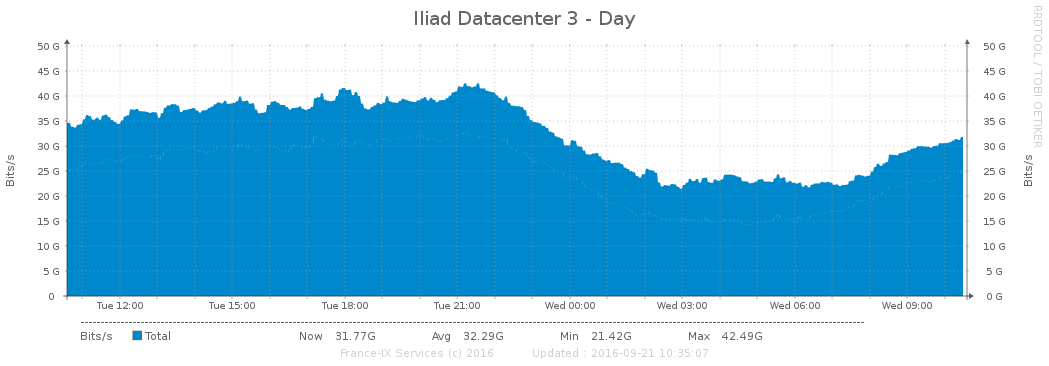 Iliad Datacenter 3 - Day
RRDTOOL / TOBI OETIKER
50 G 50 G
45 G 45 G
40 G 40 G
35 G 35 G
30 G 30 G
25 G 25 G
20 G 20 G
15 G 15 G
10 G 10 G
5 G 5 G
0 0 G
Bits/s
Bits/s
Tue 12:00 Tue 15:00 Tue 18:00 Tue 21:00 Wed 00:00 Wed 03:00 Wed 06:00 Wed 09:00
Bits/s Total Now 31.77G Avg 32.29G Min 21.42G Max 42.49G
France-IX Services (c) 2016 Updated : 2016-09-21 10:35:07